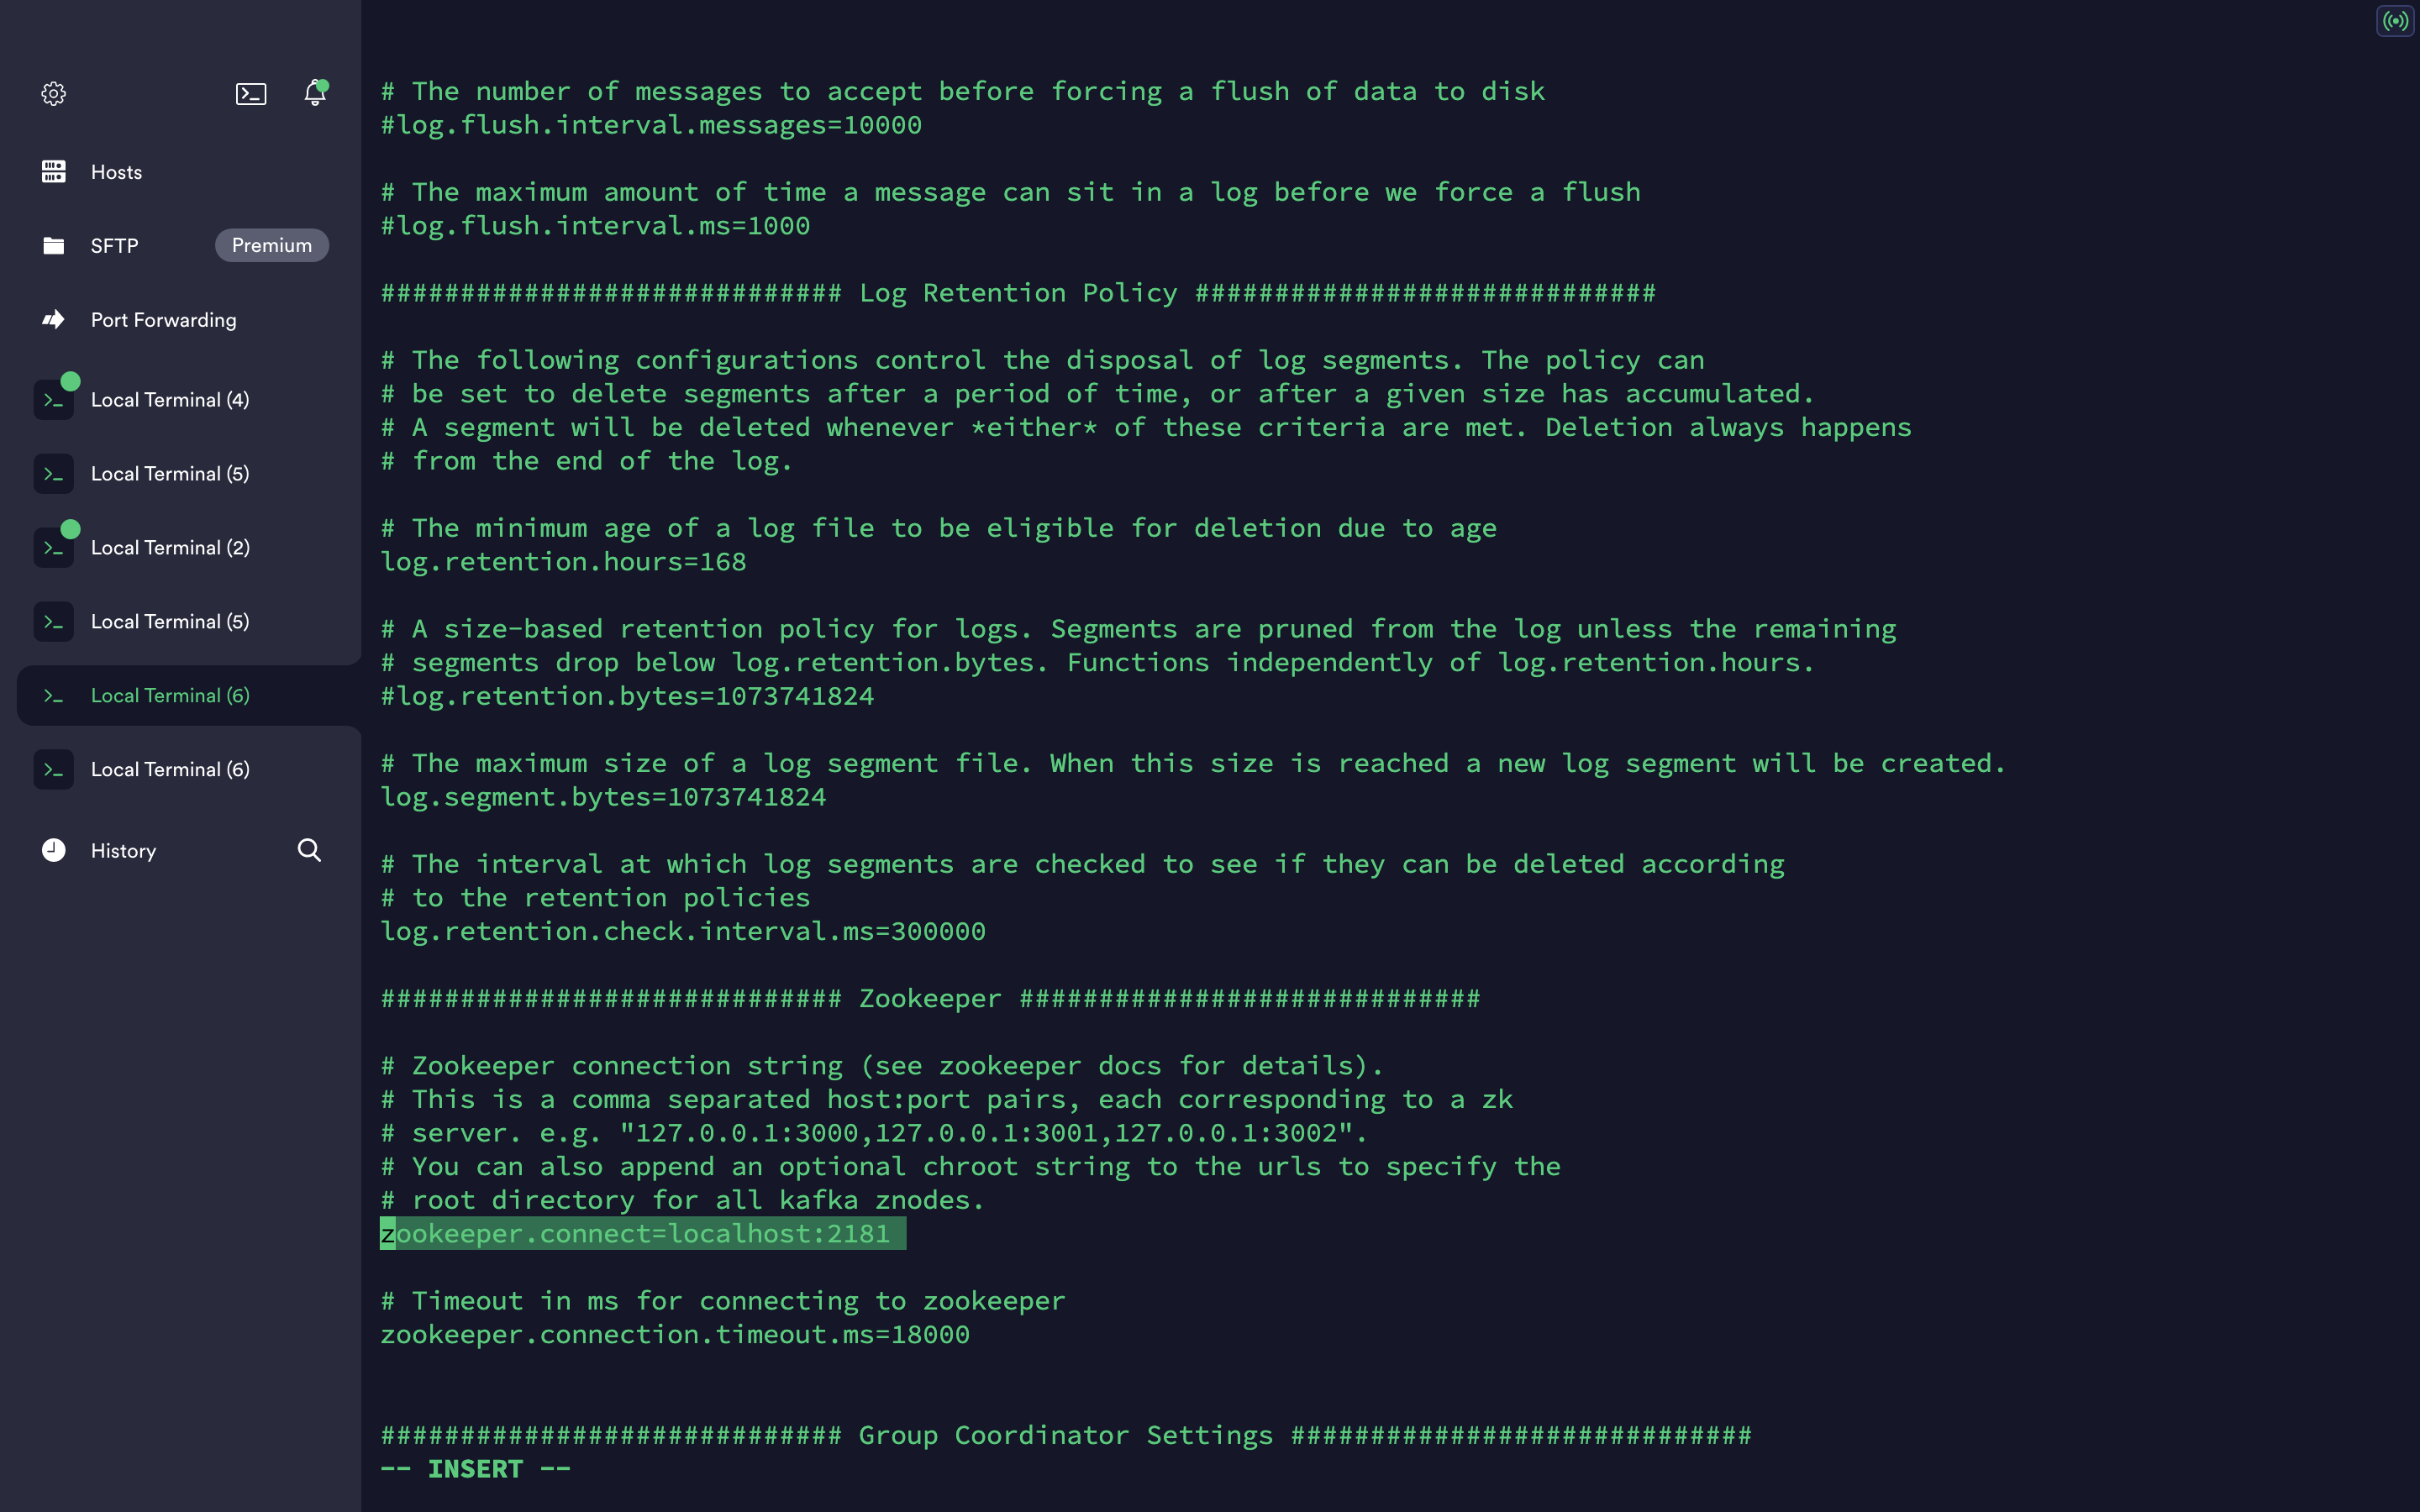 Hosts
SFTP
Premium
Port Forwarding
Local Terminal (4)
Local Terminal (5)
Local Terminal (2)
Local Terminal (5)
Local Terminal (6)
Local Terminal (6)
History
# The number of messages to accept before forcing a flush of data to disk
#log.flush.interval.messages=10000
# The maximum amount of time a message can sit in a log before we force a flush
#log.flush.interval.ms=1000
############################# Log Retention Policy #############################
# The following configurations control the disposal of log segments. The policy can
# be set to delete segments after a period of time, or after a given size has accumulated.
# A segment will be deleted whenever *either* of these criteria are met. Deletion always happens
# from the end of the log.
# The minimum age of a log file to be eligible for deletion due to age
log.retention.hours=168
# A size-based retention policy for logs. Segments are pruned from the log unless the remaining
# segments drop below log.retention.bytes. Functions independently of log.retention.hours.
#log.retention.bytes=1073741824
# The maximum size of a log segment file. When this size is reached a new log segment will be created.
log.segment.bytes=1073741824
# The interval at which log segments are checked to see if they can be deleted according
# to the retention policies
log.retention.check.interval.ms=300000
############################# Zookeeper #############################
# Zookeeper connection string (see zookeeper docs for details).
# This is a comma separated host:port pairs, each corresponding to a zk
# server. e.g. "127.0.0.1:3000,127.0.0.1:3001,127.0.0.1:3002".
# You can also append an optional chroot string to the urls to specify the
# root directory for all kafka znodes.
zookeeper.connect=localhost:2181
# Timeout in ms for connecting to zookeeper
zookeeper.connection.timeout.ms=18000
############################# Group Coordinator Settings #############################
-- INSERT --